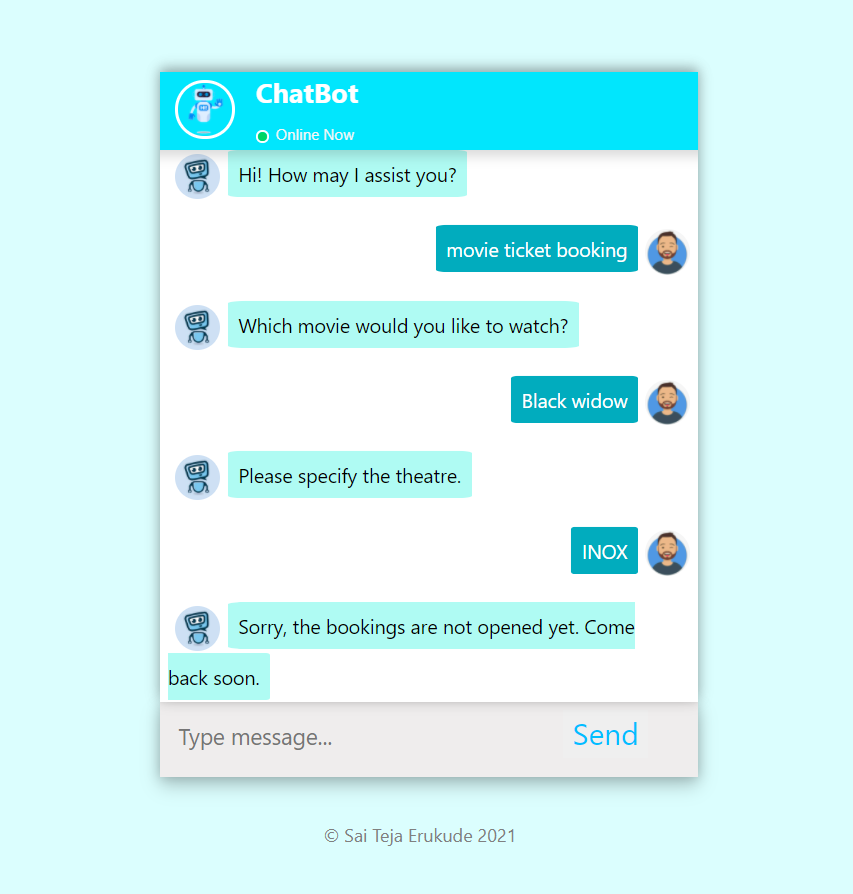 ChatBot
Online Now
Hi! How may I assist you?
movie ticket booking
Which movie would you like to watch?
Black widow
Please specify the theatre.
INOX
Sorry, the bookings are not opened yet. Come
back soon.
Type message...
Send
© Sai Teja Erukude 2021